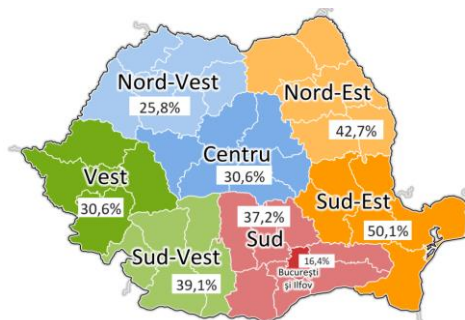 Nord-Vest
25,8%
Nord-Est
42,7%
Centru
30,6%
Vest
30,6%
Sud-Est
50,1%
37,2%
Sud
Sud-Vest
39,1%
16,4%
București
și Ilfov